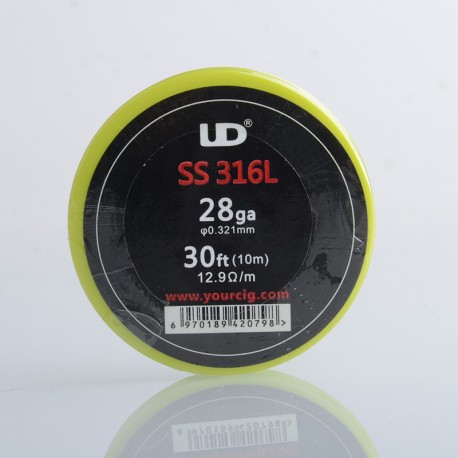 UD®
SS 316L
28ga
φ0.321mm
30ft (10m)
12.9Ω/m
www.yourcig.com
6 970189 420798 >